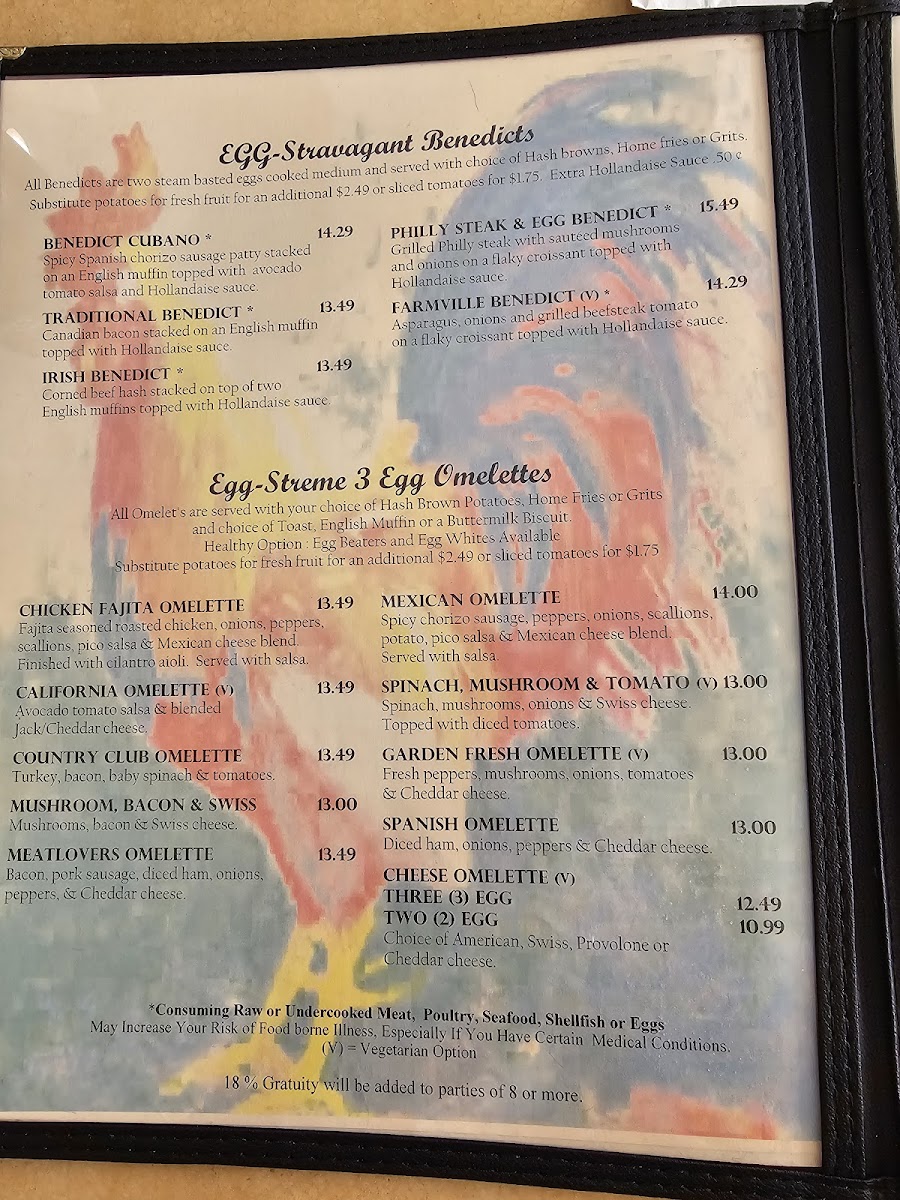 EGG-Stravagant Benedicts
All Benedicts are two steam basted eggs cooked medium and served with choice of Hash browns, Home fries or Grits.
Substitute potatoes for fresh fruit for an additional $2.49 or sliced tomatoes for $1.75. Extra Hollandaise Sauce .50 ¢
BENEDICT CUBANO * 14.29
Spicy Spanish chorizo sausage patty stacked
on an English muffin topped with avocado
tomato salsa and Hollandaise sauce.
TRADITIONAL BENEDICT * 13.49
Canadian bacon stacked on an English muffin
topped with Hollandaise sauce.
IRISH BENEDICT * 13.49
Corned beef hash stacked on top of two
English muffins topped with Hollandaise sauce.
PHILLY STEAK & EGG BENEDICT * 15.49
Grilled Philly steak with sautéed mushrooms
and onions on a flaky croissant topped with
Hollandaise sauce.
FARMVILLE BENEDICT (V) * 14.29
Asparagus, onions and grilled beefsteak tomato
on a flaky croissant topped with Hollandaise sauce.
Egg-Streme 3 Egg Omelettes
All Omelet's are served with your choice of Hash Brown Potatoes, Home Fries or Grits
and choice of Toast, English Muffin or a Buttermilk Biscuit.
Healthy Option : Egg Beaters and Egg Whites Available
Substitute potatoes for fresh fruit for an additional $2.49 or sliced tomatoes for $1.75
CHICKEN FAJITA OMELETTE 13.49
Fajita seasoned roasted chicken, onions, peppers,
scallions, pico salsa & Mexican cheese blend.
Finished with cilantro aioli. Served with salsa.
CALIFORNIA OMELETTE (V) 13.49
Avocado tomato salsa & blended
Jack/Cheddar cheese.
COUNTRY CLUB OMELETTE 13.49
Turkey, bacon, baby spinach & tomatoes.
MUSHROOM, BACON & SWISS 13.00
Mushrooms, bacon & Swiss cheese.
MEATLOVERS OMELETTE 13.49
Bacon, pork sausage, diced ham, onions,
peppers, & Cheddar cheese.
MEXICAN OMELETTE 14.00
Spicy chorizo sausage, peppers, onions, scallions,
potato, pico salsa & Mexican cheese blend.
Served with salsa.
SPINACH, MUSHROOM & TOMATO (V) 13.00
Spinach, mushrooms, onions & Swiss cheese.
Topped with diced tomatoes.
GARDEN FRESH OMELETTE (V) 13.00
Fresh peppers, mushrooms, onions, tomatoes
& Cheddar cheese.
SPANISH OMELETTE 13.00
Diced ham, onions, peppers & Cheddar cheese.
CHEESE OMELETTE (V)
THREE (3) EGG 12.49
TWO (2) EGG 10.99
Choice of American, Swiss, Provolone or
Cheddar cheese.
*Consuming Raw or Undercooked Meat, Poultry, Seafood, Shellfish or Eggs
May Increase Your Risk of Food borne Illness, Especially If You Have Certain Medical Conditions.
(V) = Vegetarian Option
18 % Gratuity will be added to parties of 8 or more.